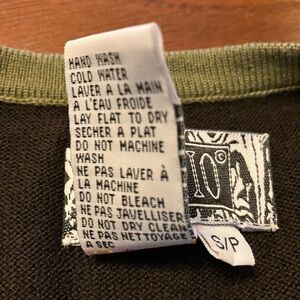 HAND WASH
COLD WATER
LAVER A LA MAIN
A L'EAU FROIDE
LAY FLAT TO DRY
SECHER A PLAT
DO NOT MACHINE
WASH
NE PAS LAVER À
LA MACHINE
DO NOT BLEACH
NE PAS JAVELLISER
DO NOT DRY CLEAN
NE PAS NETTOYAGE
A SEC
S/P